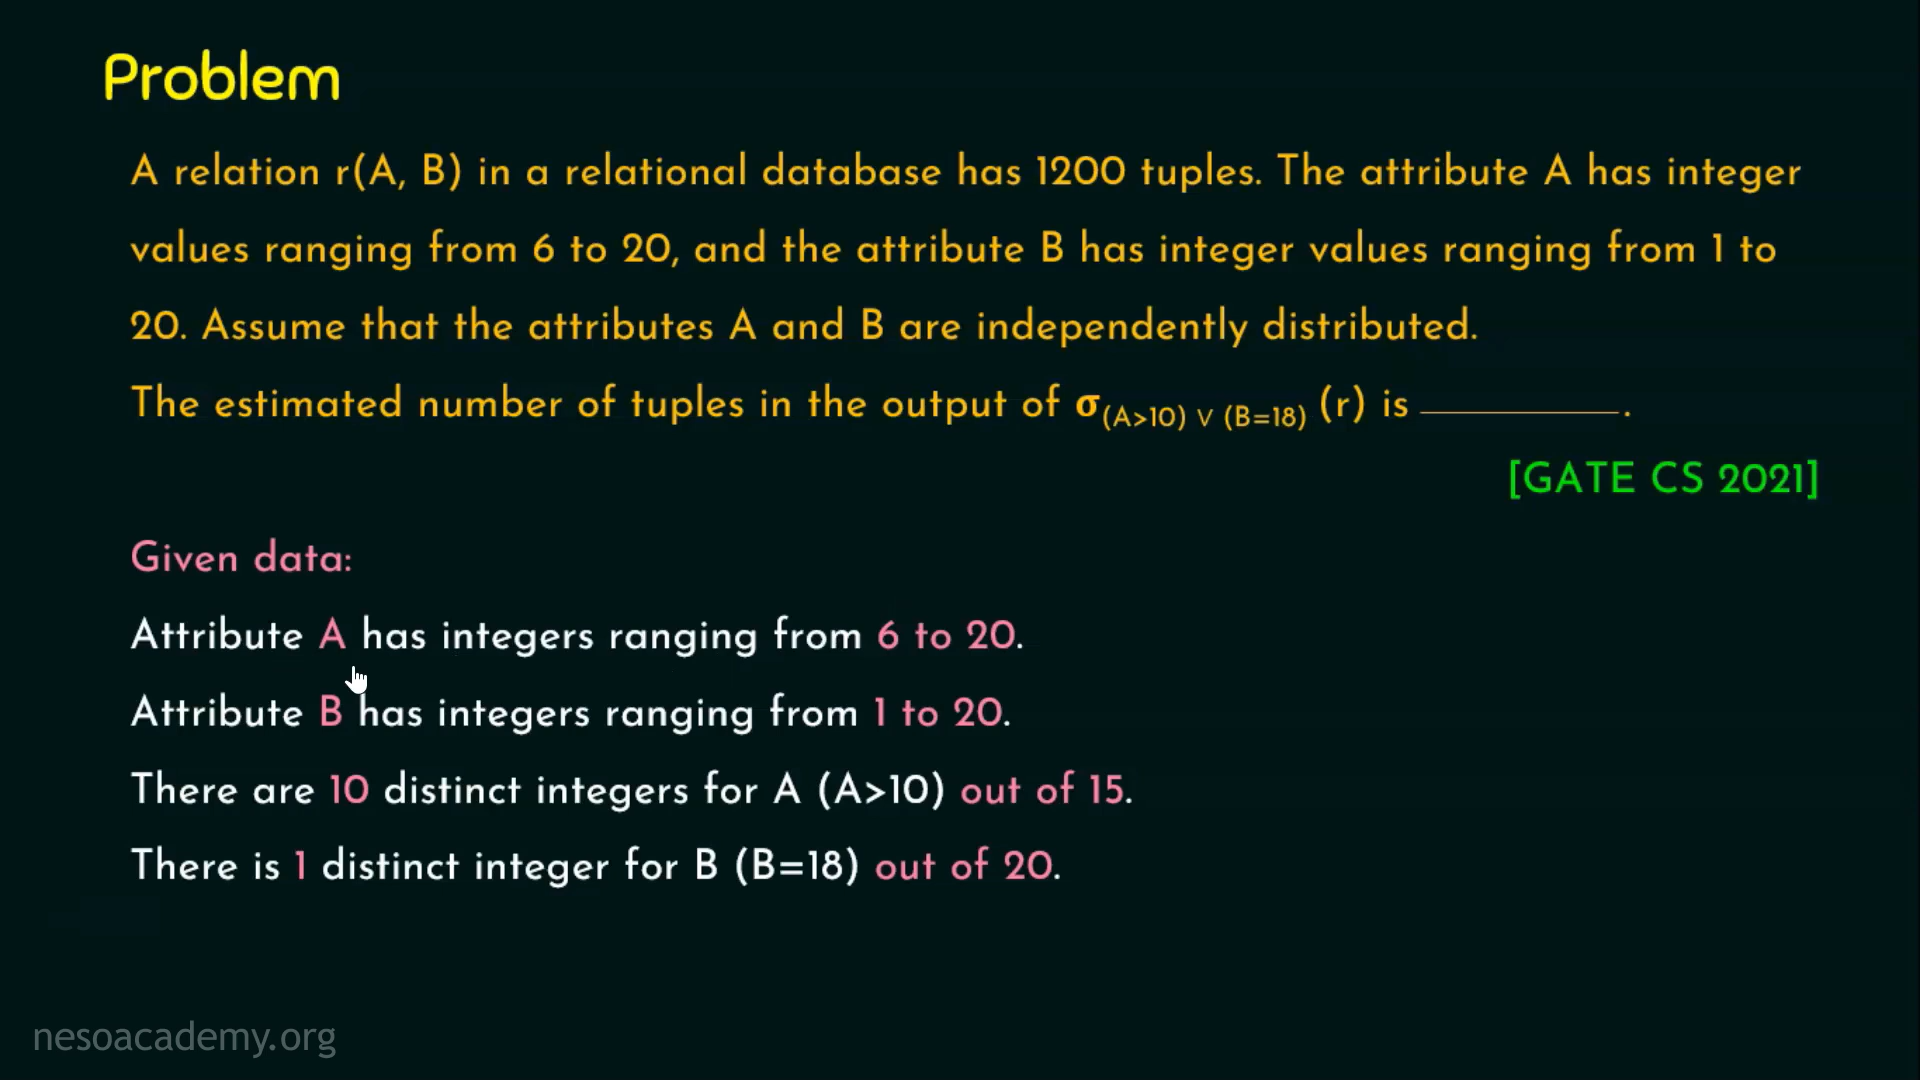 Problem
A relation r(A, B) in a relational database has 1200 tuples. The attribute A has integer
values ranging from 6 to 20, and the attribute B has integer values ranging from 1 to
20. Assume that the attributes A and B are independently distributed.
The estimated number of tuples in the output of σ(A>10) ∨ (B=18) (r) is __________.
[GATE CS 2021]
Given data:
Attribute A has integers ranging from 6 to 20.
Attribute B has integers ranging from 1 to 20.
There are 10 distinct integers for A (A>10) out of 15.
There is 1 distinct integer for B (B=18) out of 20.
nesoacademy.org